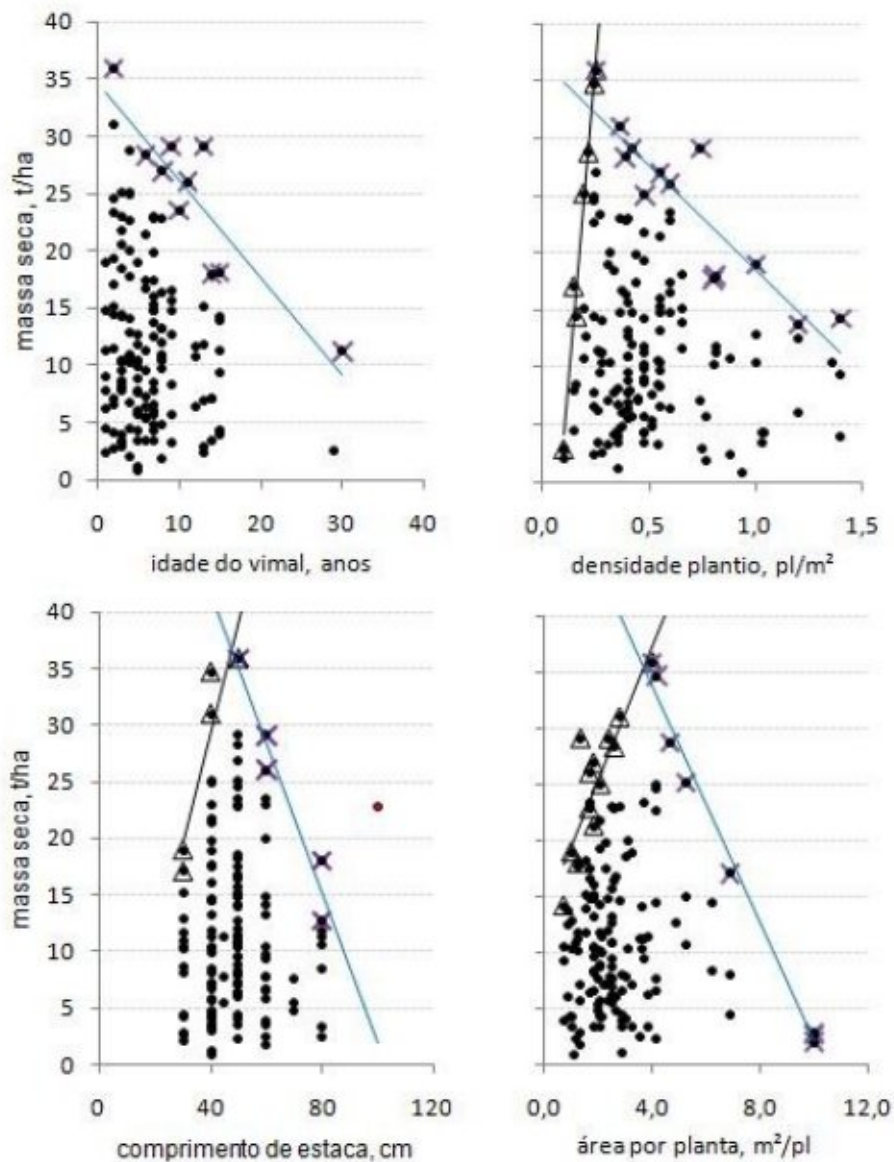 40
35
30
25
20
15
10
5
0
massa seca, t/ha
0 10 20 30 40
idade do vimal, anos
0,0 0,5 1,0 1,5
densidade plantio, pl/m²
40
35
30
25
20
15
10
5
0
massa seca, t/ha
0 40 80 120
comprimento de estaca, cm
0,0 4,0 8,0 12,0
área por planta, m²/pl